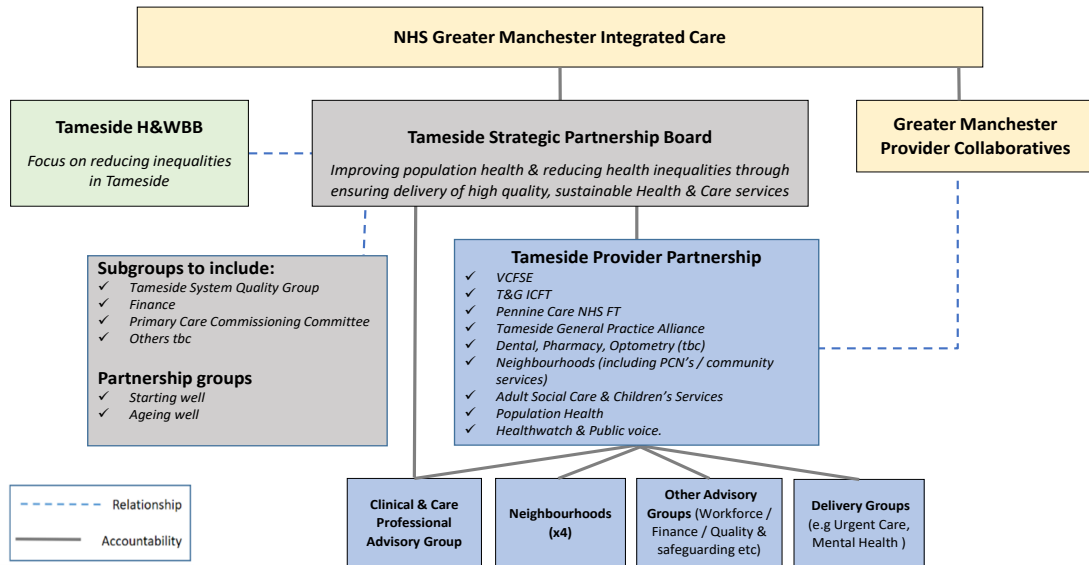 NHS Greater Manchester Integrated Care
Tameside H&WBB
Focus on reducing inequalities
in Tameside
Tameside Strategic Partnership Board
Improving population health & reducing health inequalities through
ensuring delivery of high quality, sustainable Health & Care services
Greater Manchester
Provider Collaboratives
Subgroups to include:
✓ Tameside System Quality Group
✓ Finance
✓ Primary Care Commissioning Committee
✓ Others tbc
Partnership groups
✓ Starting well
✓ Ageing well
Tameside Provider Partnership
✓ VCFSE
✓ T&G ICFT
✓ Pennine Care NHS FT
✓ Tameside General Practice Alliance
✓ Dental, Pharmacy, Optometry (tbc)
✓ Neighbourhoods (including PCN's / community
services)
✓ Adult Social Care & Children's Services
✓ Population Health
✓ Healthwatch & Public voice.
Clinical & Care
Professional
Advisory Group
Neighbourhoods
(x4)
Other Advisory
Groups (Workforce /
Finance / Quality &
safeguarding etc)
Delivery Groups
(e.g Urgent Care,
Mental Health )
Relationship
Accountability